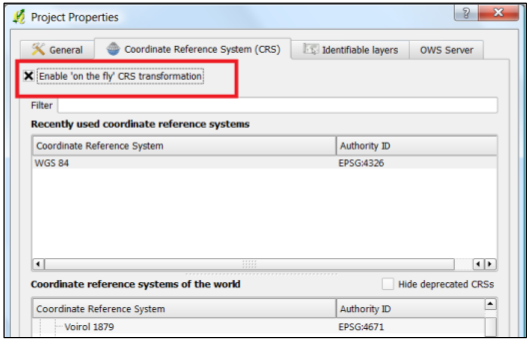 Project Properties
General
Coordinate Reference System (CRS)
Identifiable layers
OWS Server
Enable 'on the fly' CRS transformation
Filter
Recently used coordinate reference systems
Coordinate Reference System Authority ID
WGS 84 EPSG:4326
Coordinate reference systems of the world Hide deprecated CRSs
Coordinate Reference System Authority ID
Voirol 1879 EPSG:4671